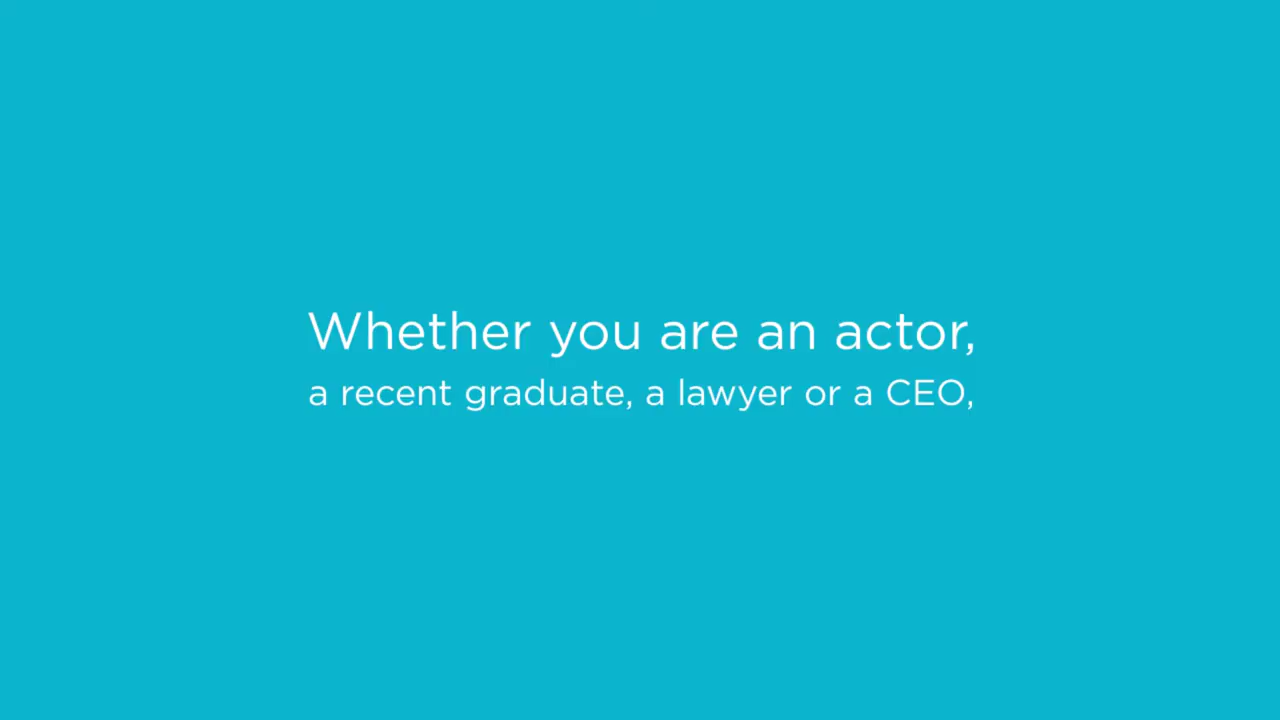 Whether you are an actor,
a recent graduate, a lawyer or a CEO,